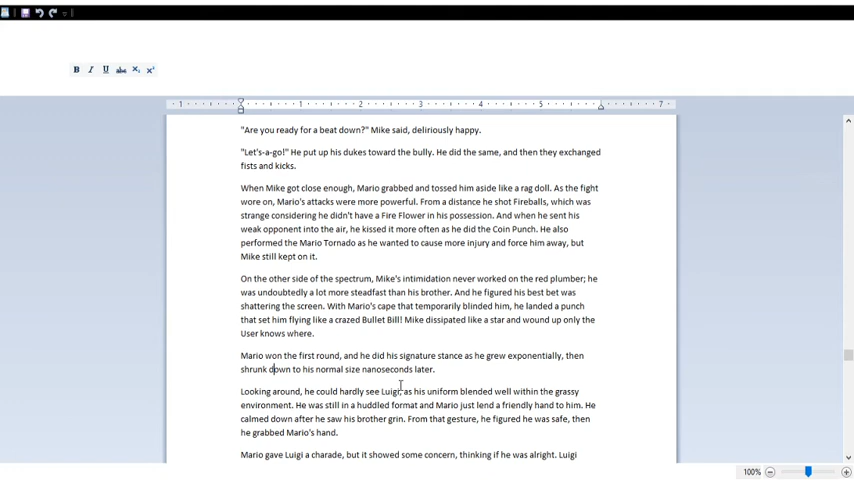 B I U abc X₂ X²
1 1 2 3 4 5 7
"Are you ready for a beat down?" Mike said, deliriously happy.
"Let's-a-go!" He put up his dukes toward the bully. He did the same, and then they exchanged
fists and kicks.
When Mike got close enough, Mario grabbed and tossed him aside like a rag doll. As the fight
wore on, Mario's attacks were more powerful. From a distance he shot Fireballs, which was
strange considering he didn't have a Fire Flower in his possession. And when he sent his
weak opponent into the air, he kissed it more often as he did the Coin Punch. He also
performed the Mario Tornado as he wanted to cause more injury and force him away, but
Mike still kept on it.
On the other side of the spectrum, Mike's intimidation never worked on the red plumber; he
was undoubtedly a lot more steadfast than his brother. And he figured his best bet was
shattering the screen. With Mario's cape that temporarily blinded him, he landed a punch
that set him flying like a crazed Bullet Bill! Mike dissipated like a star and wound up only the
User knows where.
Mario won the first round, and he did his signature stance as he grew exponentially, then
shrunk down to his normal size nanoseconds later.
Looking around, he could hardly see Luigi, as his uniform blended well within the grassy
environment. He was still in a huddled format and Mario just lend a friendly hand to him. He
calmed down after he saw his brother grin. From that gesture, he figured he was safe, then
he grabbed Mario's hand.
Mario gave Luigi a charade, but it showed some concern, thinking if he was alright. Luigi
100%